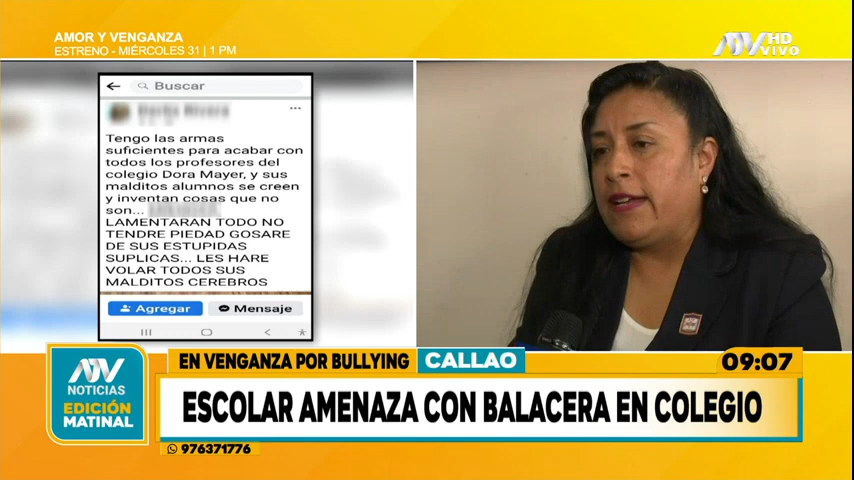 AMOR Y VENGANZA
ESTRENO - MIÉRCOLES 31 | 1 PM
ATV HD
VIVO
Buscar
Tengo las armas
suficientes para acabar con
todos los profesores del
colegio Dora Mayer, y sus
malditos alumnos se creen
y inventan cosas que no
son...
LAMENTARAN TODO NO
TENDRE PIEDAD GOSARE
DE SUS ESTUPIDAS
SUPLICAS... LES HARE
VOLAR TODOS SUS
MALDITOS CEREBROS
Agregar
Mensaje
EN VENGANZA POR BULLYING
CALLAO
09:07
ATV
NOTICIAS
EDICIÓN
MATINAL
ESCOLAR AMENAZA CON BALACERA EN COLEGIO
976371776